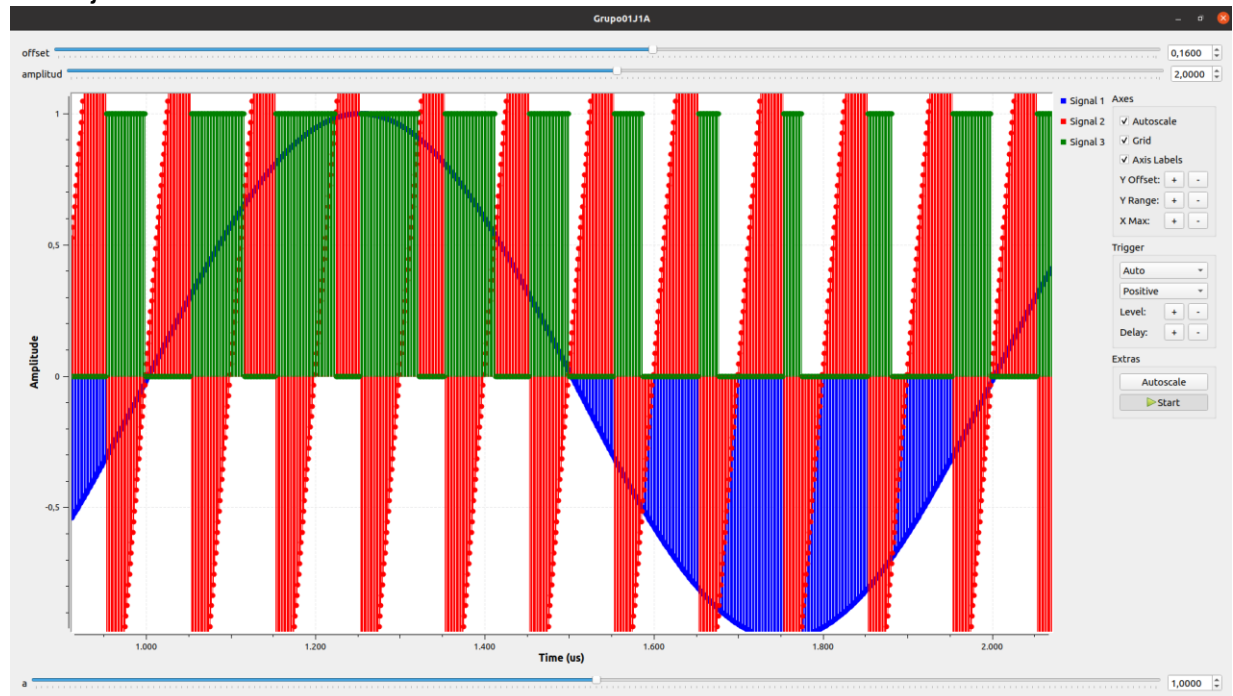 Grupo01J1A
offset 0,1600
amplitud 2,0000
Signal 1
Signal 2
Signal 3
Axes
Autoscale
Grid
Axis Labels
Y Offset: + -
Y Range: + -
X Max: + -
Trigger
Auto
Positive
Level: + -
Delay: + -
Extras
Autoscale
Start
Amplitude
1
0,5
0
-0,5
1.000 1.200 1.400 1.600 1.800 2.000
Time (us)
a 1,0000